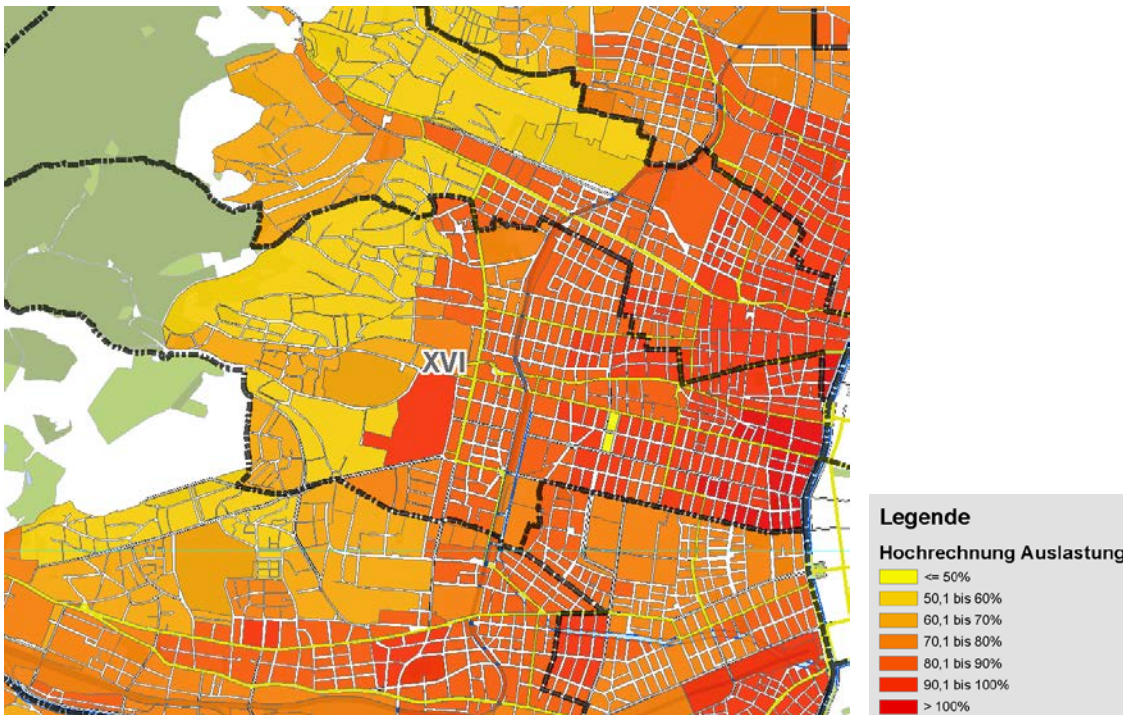 XVI
Legende
Hochrechnung Auslastung
<= 50%
50,1 bis 60%
60,1 bis 70%
70,1 bis 80%
80,1 bis 90%
90,1 bis 100%
> 100%